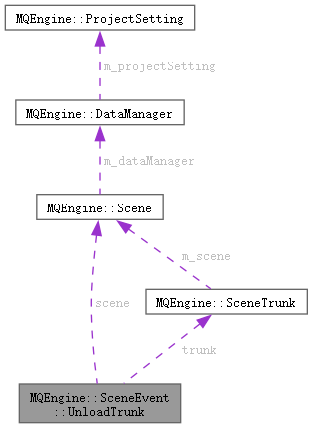 MQEngine::ProjectSetting
m_projectSetting
MQEngine::DataManager
m_dataManager
MQEngine::Scene
m_scene
MQEngine::SceneTrunk
scene
trunk
MQEngine::SceneEvent
::UnloadTrunk